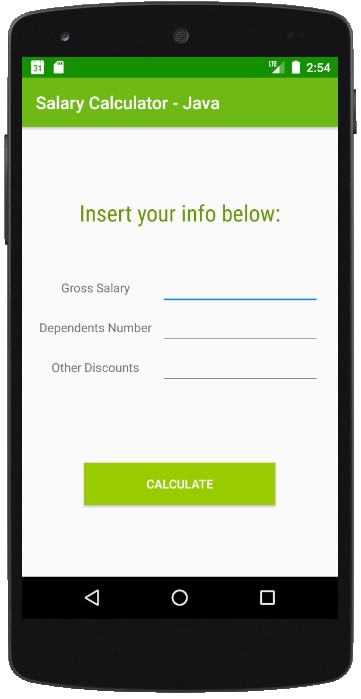 31 LTE 2:54
Salary Calculator - Java
Insert your info below:
Gross Salary
Dependents Number
Other Discounts
CALCULATE